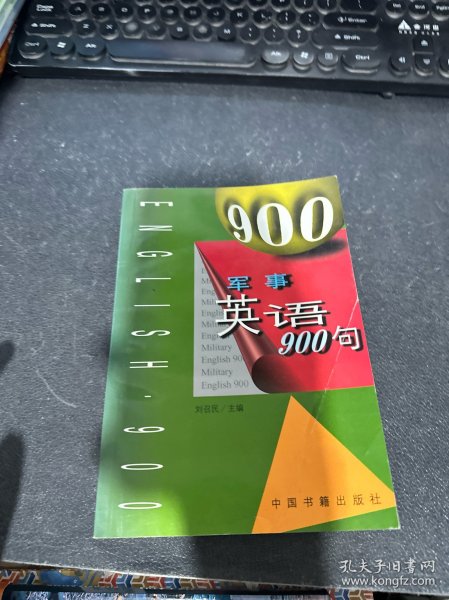 900
ENGLISH·900
军事
英语
900句
Military
English 900
Military
English 900
刘召民/主编
中国书籍出版社
孔夫子旧书网
www.kongfz.com